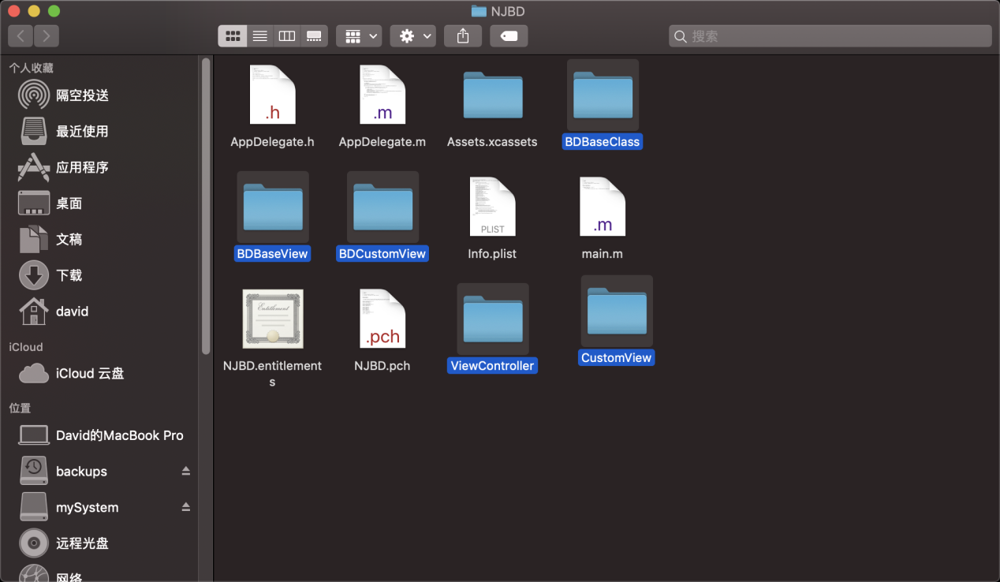 NJBD
搜索
个人收藏
隔空投送
最近使用
应用程序
桌面
文稿
下载
david
iCloud
iCloud 云盘
位置
David的MacBook Pro
backups
mySystem
远程光盘
网络
.h
.m
AppDelegate.h
AppDelegate.m
Assets.xcassets
BDBaseClass
PLIST
.m
BDBaseView
BDCustomView
Info.plist
main.m
Entitlement
.pch
NJBD.entitlement
s
NJBD.pch
ViewController
CustomView